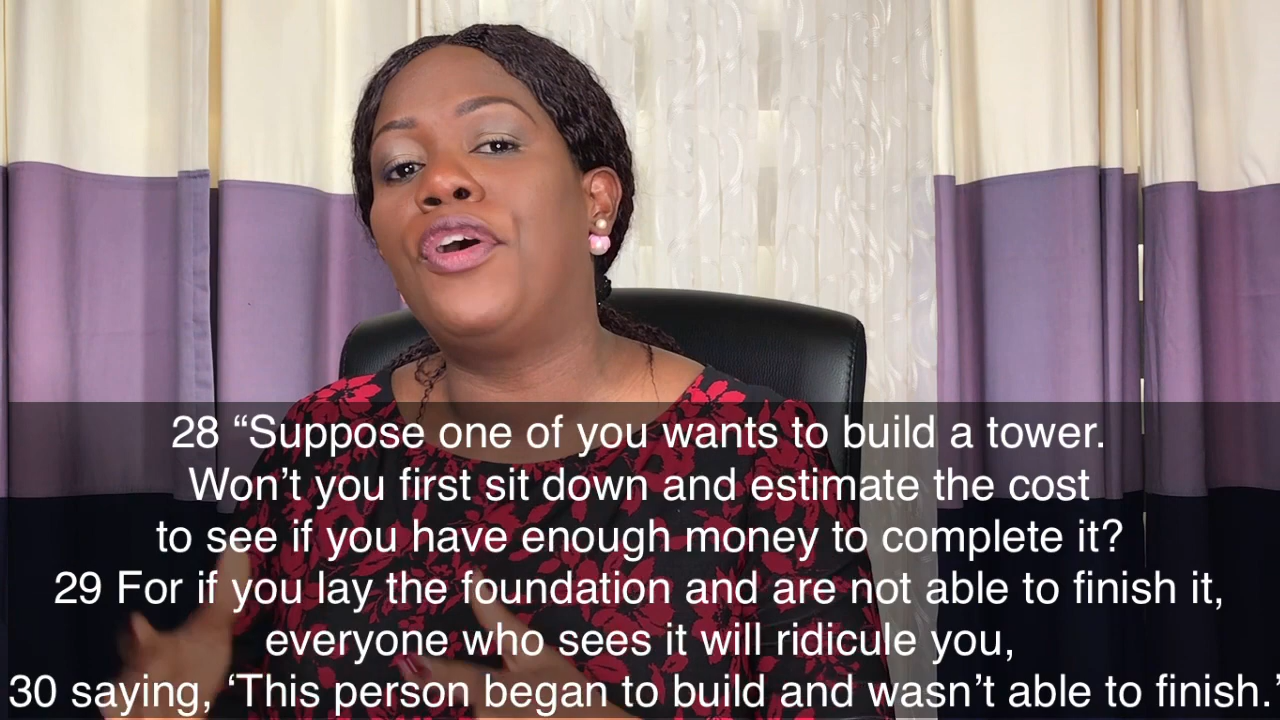 28 “Suppose one of you wants to build a tower.
Won’t you first sit down and estimate the cost
to see if you have enough money to complete it?
29 For if you lay the foundation and are not able to finish it,
everyone who sees it will ridicule you,
30 saying, ‘This person began to build and wasn’t able to finish.’